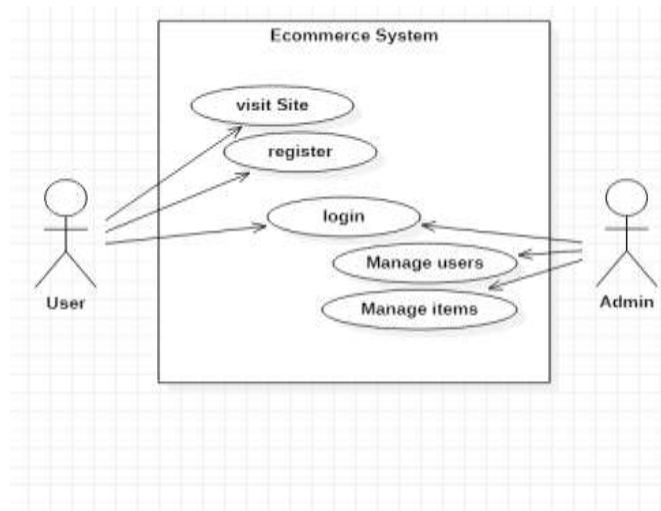 Ecommerce System
visit Site
register
login
Manage users
Manage items
User
Admin